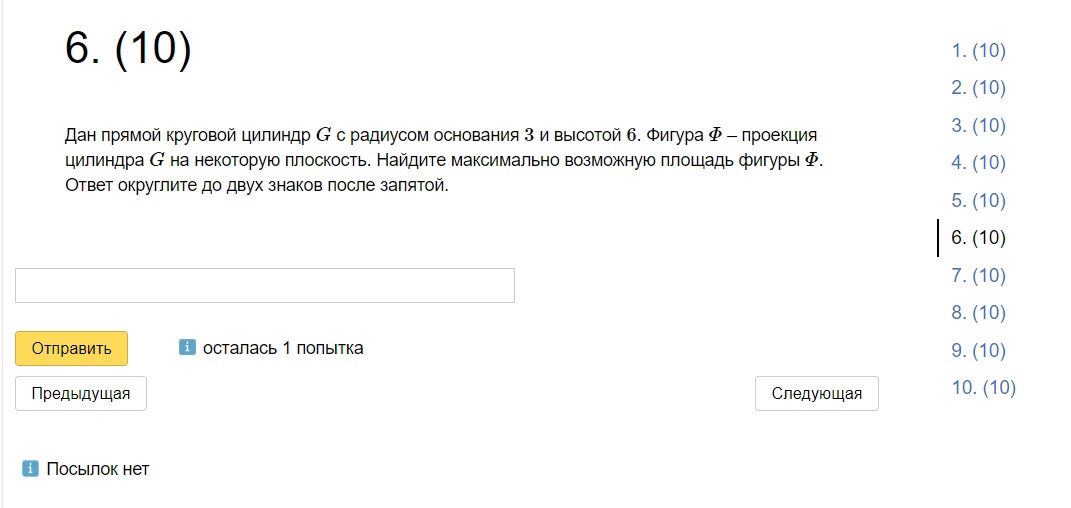 6. (10)
Дан прямой круговой цилиндр G с радиусом основания 3 и высотой 6. Фигура Φ – проекция
цилиндра G на некоторую плоскость. Найдите максимально возможную площадь фигуры Φ.
Ответ округлите до двух знаков после запятой.
Отправить
i осталась 1 попытка
Предыдущая
Следующая
i Посылок нет
1. (10)
2. (10)
3. (10)
4. (10)
5. (10)
6. (10)
7. (10)
8. (10)
9. (10)
10. (10)